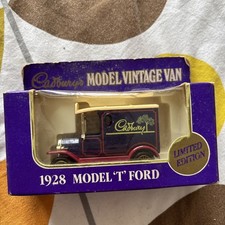 Cadbury's MODEL VINTAGE VAN
Cadbury
LIMITED
EDITION
1928 MODEL 'T' FORD